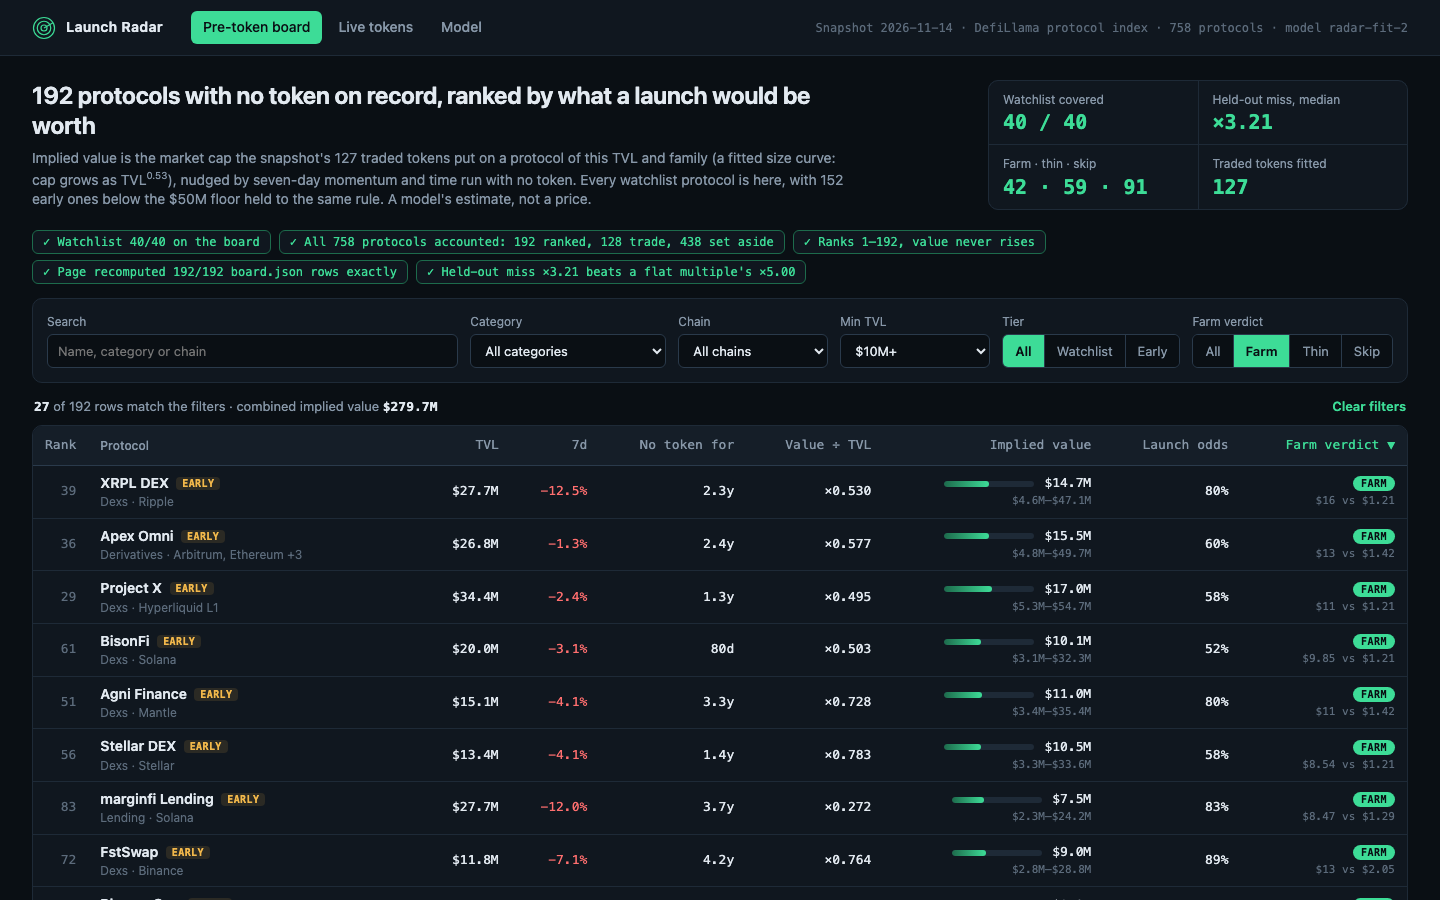 Launch Radar
Pre-token board
Live tokens
Model
Snapshot 2026-11-14 · DefiLlama protocol index · 758 protocols · model radar-fit-2
192 protocols with no token on record, ranked by what a launch would be
worth
Implied value is the market cap the snapshot's 127 traded tokens put on a protocol of this TVL and family (a fitted size curve:
cap grows as TVL^0.53), nudged by seven-day momentum and time run with no token. Every watchlist protocol is here, with 152
early ones below the $50M floor held to the same rule. A model's estimate, not a price.
Watchlist covered
40 / 40
Held-out miss, median
×3.21
Farm · thin · skip
42 · 59 · 91
Traded tokens fitted
127
✓ Watchlist 40/40 on the board
✓ All 758 protocols accounted: 192 ranked, 128 trade, 438 set aside
✓ Ranks 1–192, value never rises
✓ Page recomputed 192/192 board.json rows exactly
✓ Held-out miss ×3.21 beats a flat multiple's ×5.00
Search
Category
Chain
Min TVL
Tier
Farm verdict
Name, category or chain
All categories
All chains
$10M+
All Watchlist Early
All Farm Thin Skip
27 of 192 rows match the filters · combined implied value $279.7M
Clear filters
Rank Protocol TVL 7d No token for Value ÷ TVL Implied value Launch odds Farm verdict ▼
39 XRPL DEX EARLY $27.7M −12.5% 2.3y ×0.530 $14.7M 80% FARM
Dexs · Ripple $4.6M–$47.1M $16 vs $1.21
36 Apex Omni EARLY $26.8M −1.3% 2.4y ×0.577 $15.5M 60% FARM
Derivatives · Arbitrum, Ethereum +3 $4.8M–$49.7M $13 vs $1.42
29 Project X EARLY $34.4M −2.4% 1.3y ×0.495 $17.0M 58% FARM
Dexs · Hyperliquid L1 $5.3M–$54.7M $11 vs $1.21
61 BisonFi EARLY $20.0M −3.1% 80d ×0.503 $10.1M 52% FARM
Dexs · Solana $3.1M–$32.3M $9.85 vs $1.21
51 Agni Finance EARLY $15.1M −4.1% 3.3y ×0.728 $11.0M 80% FARM
Dexs · Mantle $3.4M–$35.4M $11 vs $1.42
56 Stellar DEX EARLY $13.4M −4.1% 1.4y ×0.783 $10.5M 58% FARM
Dexs · Stellar $3.3M–$33.6M $8.54 vs $1.21
83 marginfi Lending EARLY $27.7M −12.0% 3.7y ×0.272 $7.5M 83% FARM
Lending · Solana $2.3M–$24.2M $8.47 vs $1.29
72 FstSwap EARLY $11.8M −7.1% 4.2y ×0.764 $9.0M 89% FARM
Dexs · Binance $2.8M–$28.8M $13 vs $2.05